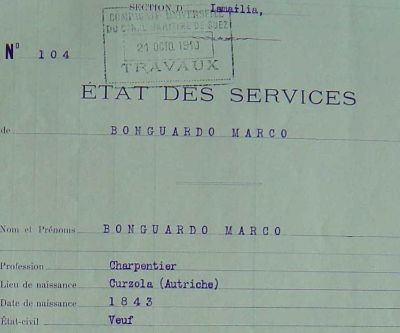 SECTION D Ismaïlia,
COMPAGNIE UNIVERSELLE
DU CANAL MARITIME DE SUEZ
21 OCTO. 1910
TRAVAUX
Nº 104
ÉTAT DES SERVICES
de BONGUARDO MARCO
Nom et Prénoms BONGUARDO MARCO
Profession Charpentier
Lieu de naissance Curzola (Autriche)
Date de naissance 1843
État-civil Veuf